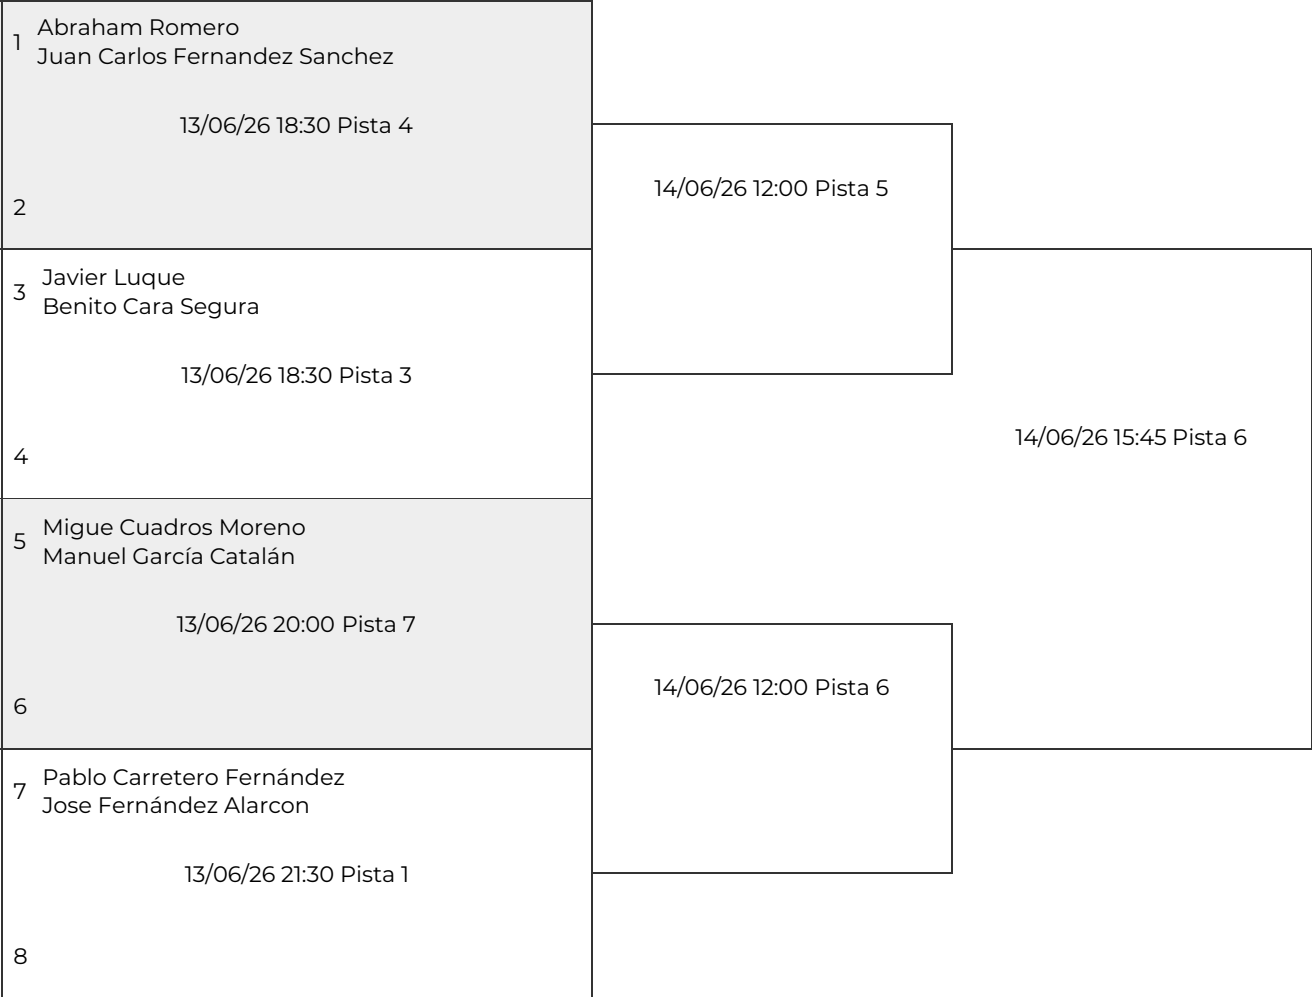 1
Abraham Romero
Juan Carlos Fernandez Sanchez
13/06/26 18:30 Pista 4
2
3
Javier Luque
Benito Cara Segura
13/06/26 18:30 Pista 3
4
5
Migue Cuadros Moreno
Manuel García Catalán
13/06/26 20:00 Pista 7
6
7
Pablo Carretero Fernández
Jose Fernández Alarcon
13/06/26 21:30 Pista 1
8
14/06/26 12:00 Pista 5
14/06/26 12:00 Pista 6
14/06/26 15:45 Pista 6